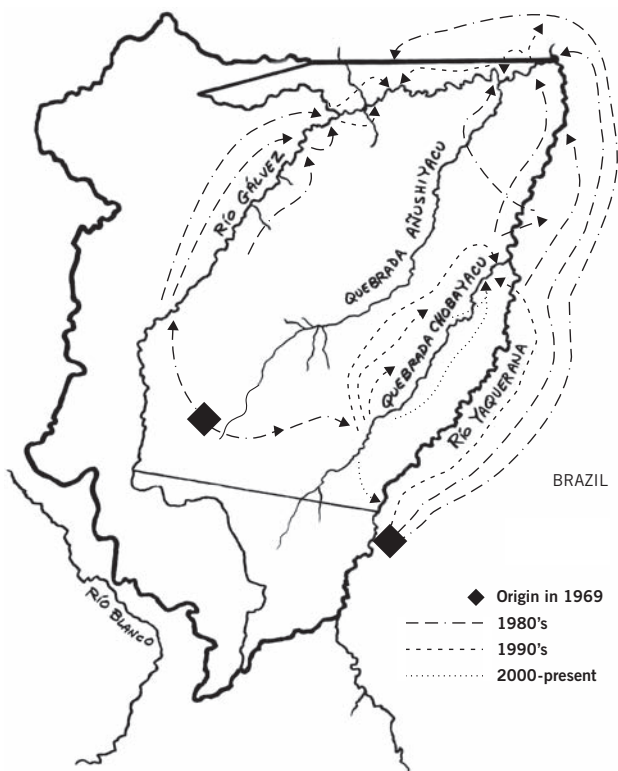 RÍO GÁLVEZ
QUEBRADA AÑUSHIYACU
QUEBRADA CHOBAYACU
RÍO YAQUERANA
BRAZIL
RÍO BLANCO
Origin in 1969
1980's
1990's
2000-present